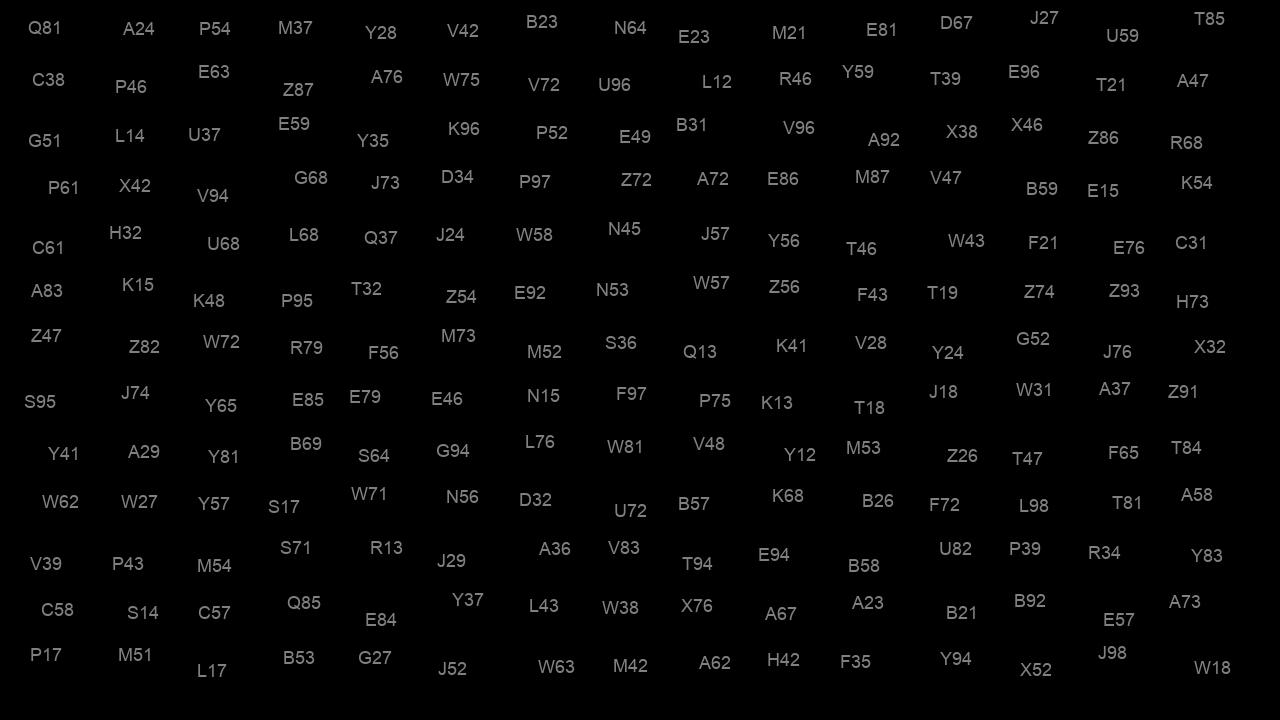 Q81 A24 P54 M37 Y28 V42 B23 N64 E23 M21 E81 D67 J27 U59 T85
C38 P46 E63 Z87 A76 W75 V72 U96 L12 R46 Y59 T39 E96 T21 A47
G51 L14 U37 E59 Y35 K96 P52 E49 B31 V96 A92 X38 X46 Z86 R68
P61 X42 V94 G68 J73 D34 P97 Z72 A72 E86 M87 V47 B59 E15 K54
C61 H32 U68 L68 Q37 J24 W58 N45 J57 Y56 T46 W43 F21 E76 C31
A83 K15 K48 P95 T32 Z54 E92 N53 W57 Z56 F43 T19 Z74 Z93 H73
Z47 Z82 W72 R79 F56 M73 M52 S36 Q13 K41 V28 Y24 G52 J76 X32
S95 J74 Y65 E85 E79 E46 N15 F97 P75 K13 T18 J18 W31 A37 Z91
Y41 A29 Y81 B69 S64 G94 L76 W81 V48 Y12 M53 Z26 T47 F65 T84
W62 W27 Y57 S17 W71 N56 D32 U72 B57 K68 B26 F72 L98 T81 A58
V39 P43 M54 S71 R13 J29 A36 V83 T94 E94 B58 U82 P39 R34 Y83
C58 S14 C57 Q85 E84 Y37 L43 W38 X76 A67 A23 B21 B92 E57 A73
P17 M51 L17 B53 G27 J52 W63 M42 A62 H42 F35 Y94 X52 J98 W18